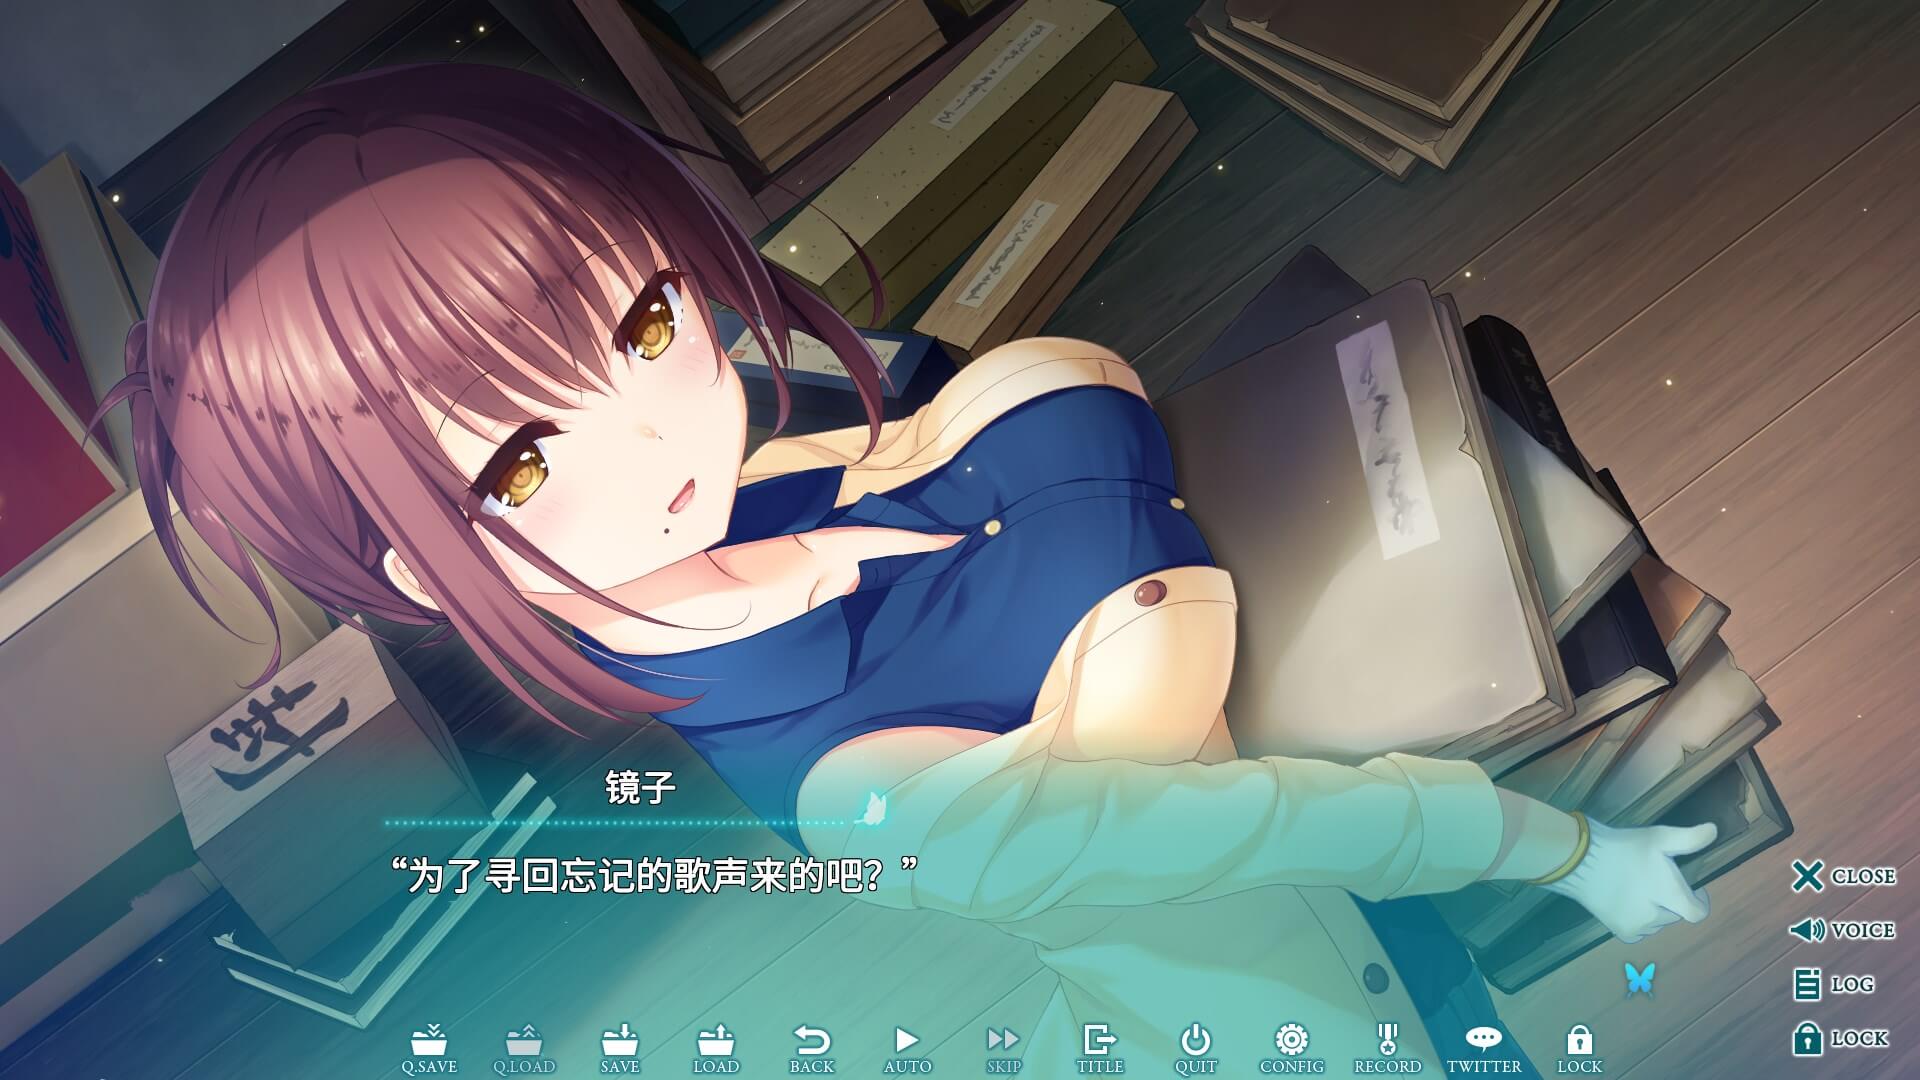 镜子
“为了寻回忘记的歌声来的吧？”
CLOSE
VOICE
LOG
LOCK
Q.SAVE
Q.LOAD
SAVE
LOAD
BACK
AUTO
SKIP
TITLE
QUIT
CONFIG
RECORD
TWITTER
LOCK